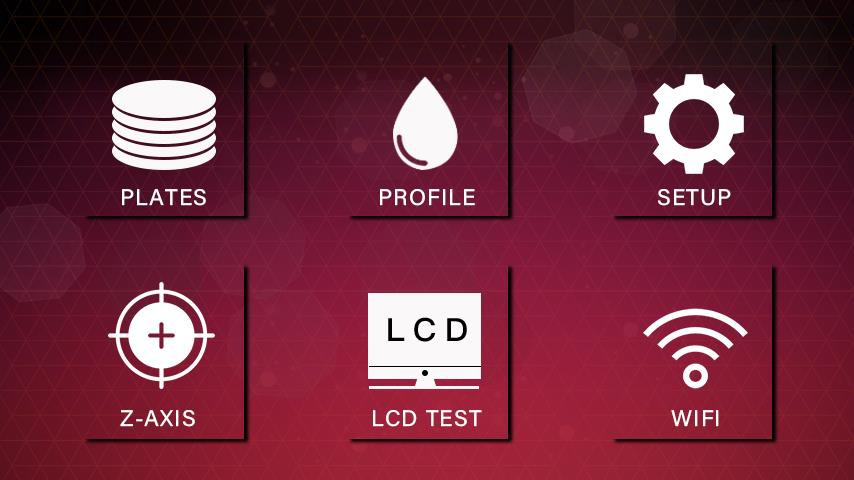 PLATES
PROFILE
SETUP
LCD
Z-AXIS
LCD TEST
WIFI